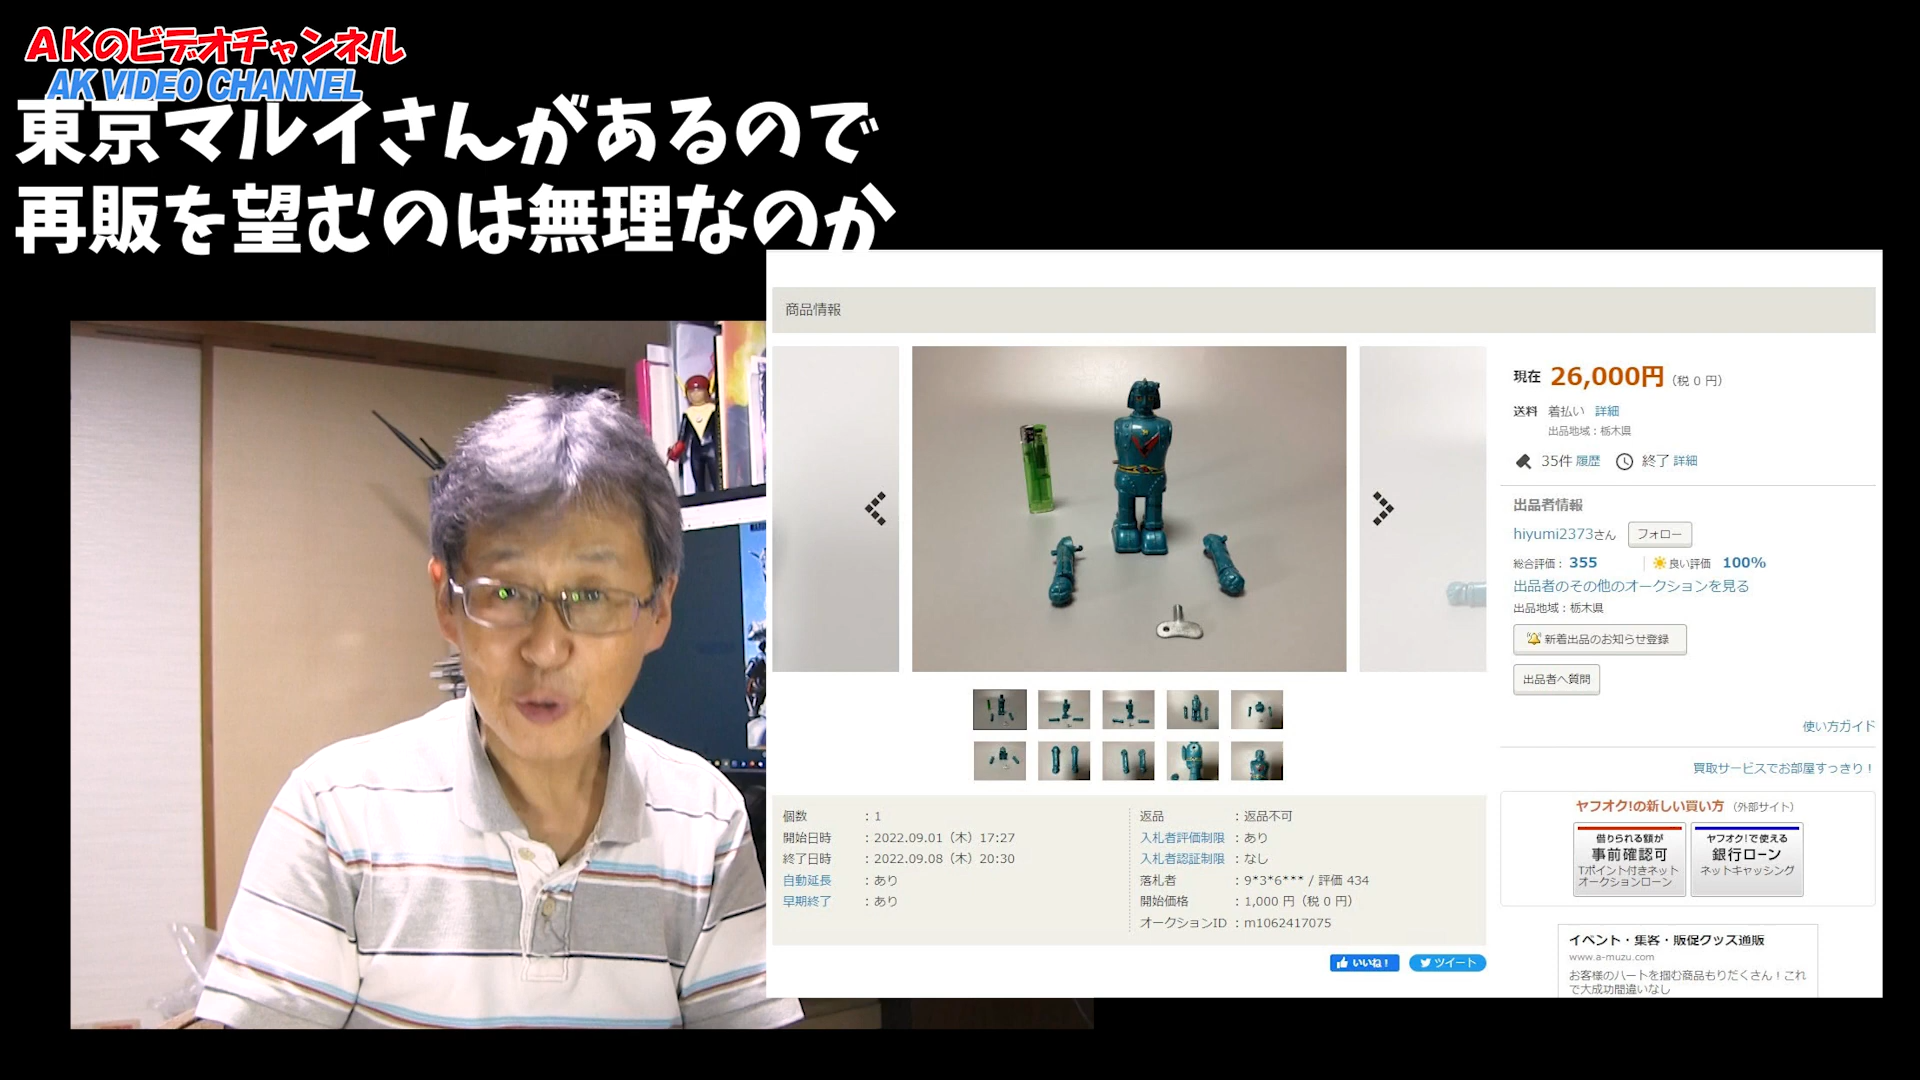 AKのビデオチャンネル
AK VIDEO CHANNEL
東京マルイさんがあるので
再販を望むのは無理なのか
商品情報
現在 26,000円 (税 0 円)
送料 着払い 詳細
出品地域：栃木県
35件 履歴 終了 詳細
出品者情報
hiyumi2373さん フォロー
総合評価： 355 良い評価 100%
出品者のその他のオークションを見る
出品地域：栃木県
新着出品のお知らせ登録
出品者へ質問
使い方ガイド
買取サービスでお部屋すっきり！
ヤフオク!の新しい買い方 (外部サイト)
借りられる額が
事前確認可
Tポイント付きネット
オークションローン
ヤフオク!で使える
銀行ローン
ネットキャッシング
個数 ：1
開始日時 ：2022.09.01（木）17:27
終了日時 ：2022.09.08（木）20:30
自動延長 ：あり
早期終了 ：あり
返品 ：返品不可
入札者評価制限 ：あり
入札者認証制限 ：なし
落札者 ：9*3*6*** / 評価 434
開始価格 ：1,000 円（税 0 円）
オークションID ：m1062417075
いいね！ ツイート
イベント・集客・販促グッズ通販
www.a-muzu.com
お客様のハートを掴む商品もりだくさん！これ
で大成功間違いなし